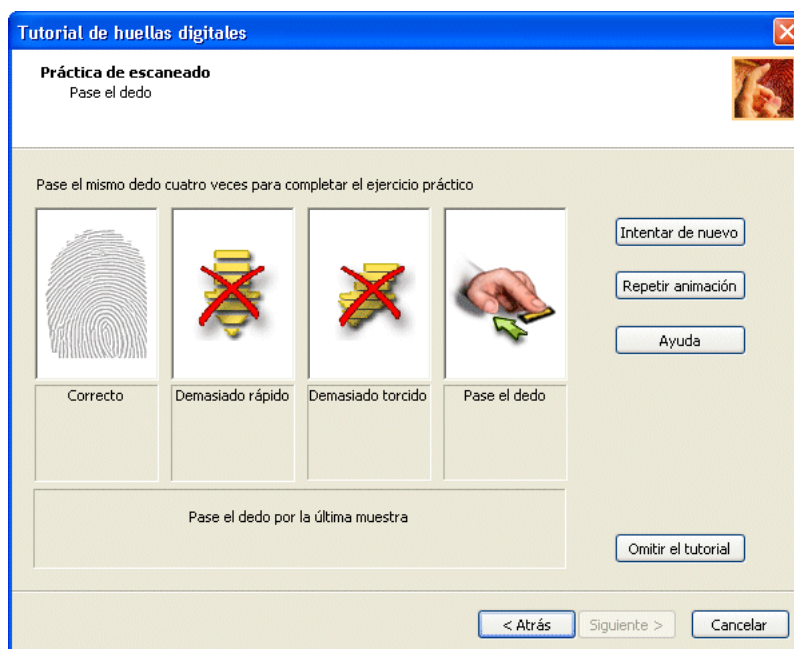 Tutorial de huellas digitales
Práctica de escaneado
Pase el dedo
Pase el mismo dedo cuatro veces para completar el ejercicio práctico
Correcto
Demasiado rápido
Demasiado torcido
Pase el dedo
Pase el dedo por la última muestra
Intentar de nuevo
Repetir animación
Ayuda
Omitir el tutorial
< Atrás
Siguiente >
Cancelar